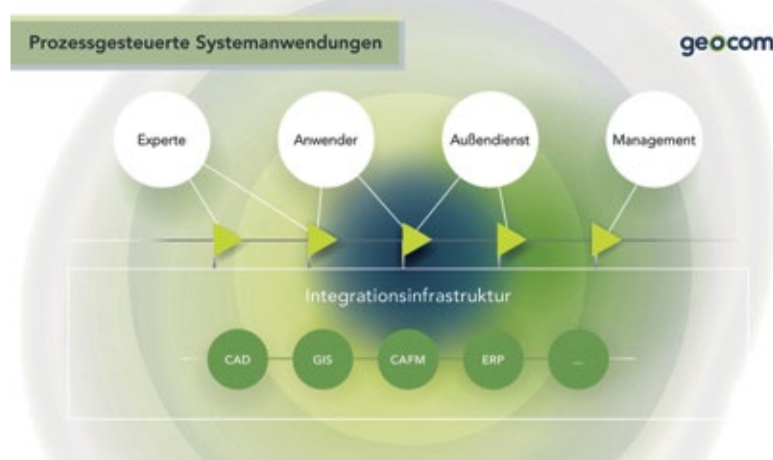 Prozessgesteuerte Systemanwendungen
geocom
Experte
Anwender
Außendienst
Management
Integrationsinfrastruktur
CAD
GIS
CAFM
ERP
...